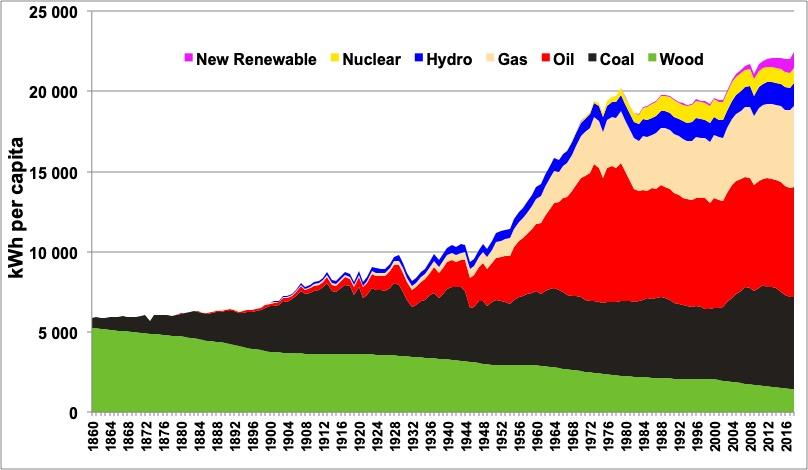 25 000
New Renewable Nuclear Hydro Gas Oil Coal Wood
20 000
15 000
kWh per capita
10 000
5 000
0
1860 1864 1868 1872 1876 1880 1884 1888 1892 1896 1900 1904 1908 1912 1916 1920 1924 1928 1932 1936 1940 1944 1948 1952 1956 1960 1964 1968 1972 1976 1980 1984 1988 1992 1996 2000 2004 2008 2012 2016